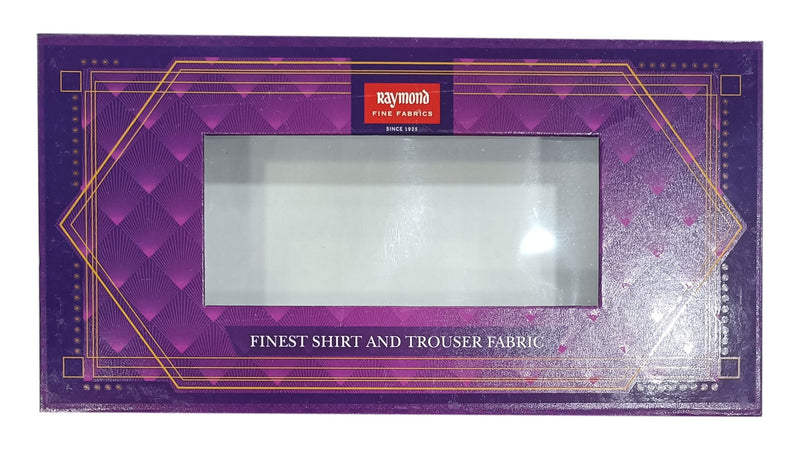 Raymond
FINE FABRICS
SINCE 1925
FINEST SHIRT AND TROUSER FABRIC